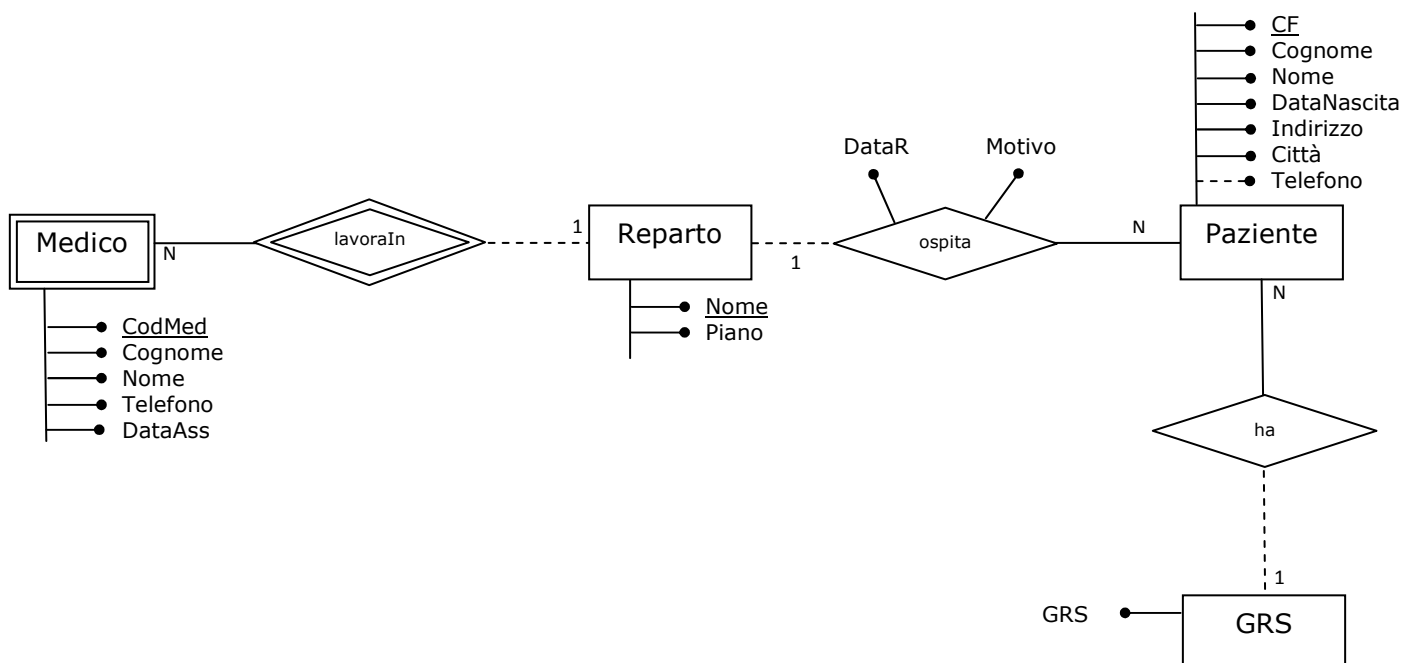 CF
Cognome
Nome
DataNascita
Indirizzo
Città
Telefono
DataR
Motivo
Medico
N
lavoraIn
1
Reparto
1
ospita
N
Paziente
N
CodMed
Cognome
Nome
Telefono
DataAss
Nome
Piano
ha
1
GRS
GRS